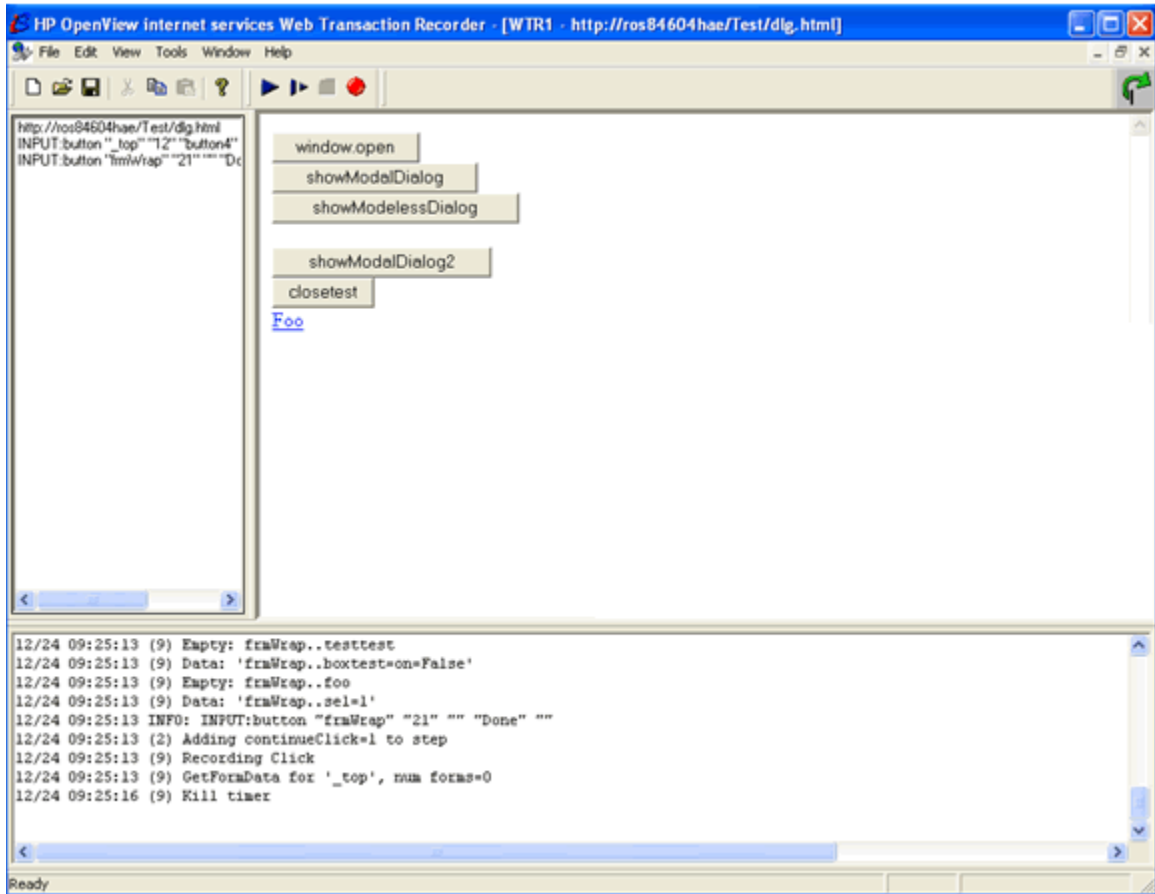 HP OpenView internet services Web Transaction Recorder - [WTR1 - http://ros84604hae/Test/dlg.html]
File Edit View Tools Window Help
http://ros84604hae/Test/dlg.html
INPUT:button "_top" "12" "button4"
INPUT:button "frmWrap" "21" "" "Do
window.open
showModalDialog
showModelessDialog
showModalDialog2
closetest
Foo
12/24 09:25:13 (9) Empty: frmWrap..testtest
12/24 09:25:13 (9) Data: 'frmWrap..boxtest=on=False'
12/24 09:25:13 (9) Empty: frmWrap..foo
12/24 09:25:13 (9) Data: 'frmWrap..sel=1'
12/24 09:25:13 INFO: INPUT:button "frmWrap" "21" "" "Done" ""
12/24 09:25:13 (2) Adding continueClick=1 to step
12/24 09:25:13 (9) Recording Click
12/24 09:25:13 (9) GetFormData for '_top', num forms=0
12/24 09:25:16 (9) Kill timer
Ready